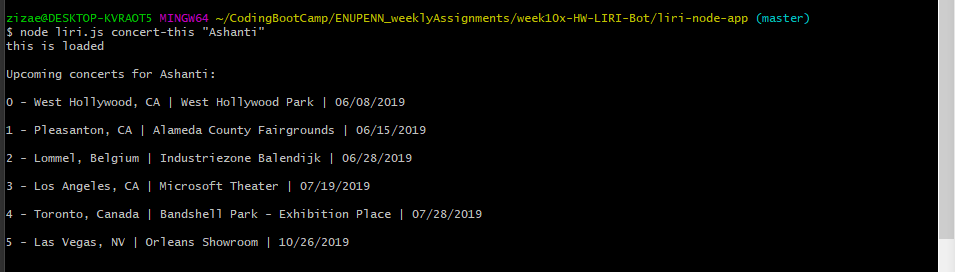 zizae@DESKTOP-KVRAOT5 MINGW64 ~/CodingBootCamp/ENUPENN_weeklyAssignments/week10x-HW-LIRI-Bot/liri-node-app (master)
$ node liri.js concert-this "Ashanti"
this is loaded
Upcoming concerts for Ashanti:
0 - West Hollywood, CA | West Hollywood Park | 06/08/2019
1 - Pleasanton, CA | Alameda County Fairgrounds | 06/15/2019
2 - Lommel, Belgium | Industriezone Balendijk | 06/28/2019
3 - Los Angeles, CA | Microsoft Theater | 07/19/2019
4 - Toronto, Canada | Bandshell Park - Exhibition Place | 07/28/2019
5 - Las Vegas, NV | Orleans Showroom | 10/26/2019